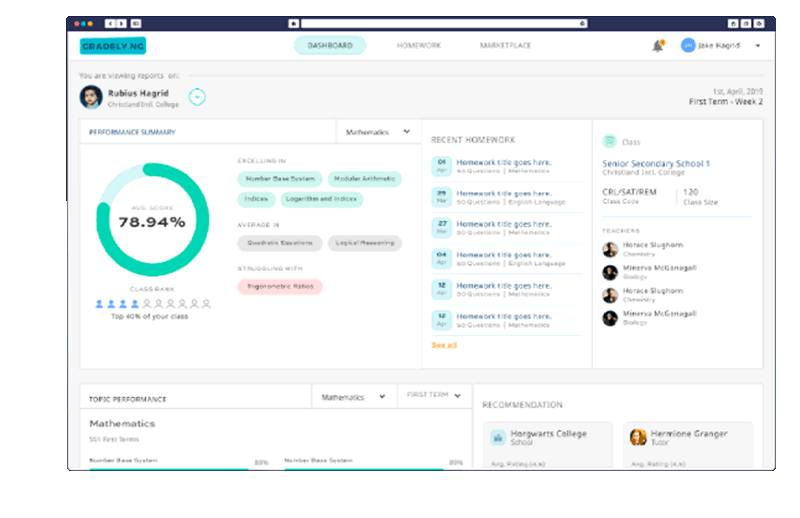 GRADELY.NG
DASHBOARD
HOMEWORK
MARKETPLACE
JH
Jake Hagrid
You are viewing reports on:
Rubius Hagrid
Christland Intl. College
1st, April, 2019
First Term - Week 2
PERFORMANCE SUMMARY
Mathematics
AVG. SCORE
78.94%
CLASS RANK
Top 40% of your class
EXCELLING IN
Number Base System
Moduler Arithmetic
Indices
Logarithm and Indices
AVERAGE IN
Quadratic Equations
Logical Reasoning
STRUGGLING WITH
Trigonometric Ratios
RECENT HOMEWORK
01 Apr
Homework title goes here.
50 Questions | Mathematics
29 Mar
Homework title goes here.
50 Questions | English Language
27 Mar
Homework title goes here.
50 Questions | Mathematics
04 Apr
Homework title goes here.
50 Questions | English Language
12 Apr
Homework title goes here.
50 Questions | Mathematics
12 Apr
Homework title goes here.
50 Questions | Mathematics
See all
Class
Senior Secondary School 1
Christland Intl. College
CRL/SAT/REM
Class Code
120
Class Size
TEACHERS
Horace Slughorn
Chemistry
Minerva McGonagall
Biology
Horace Slughorn
Chemistry
Minerva McGonagall
Biology
TOPIC PERFORMANCE
Mathematics
FIRST TERM
Mathematics
SS1 First Terms
Number Base System
89%
Number Base System
89%
RECOMMENDATION
Horgwarts College
School
Avg. Rating (4.8)
Hermione Granger
Tutor
Avg. Rating (4.8)